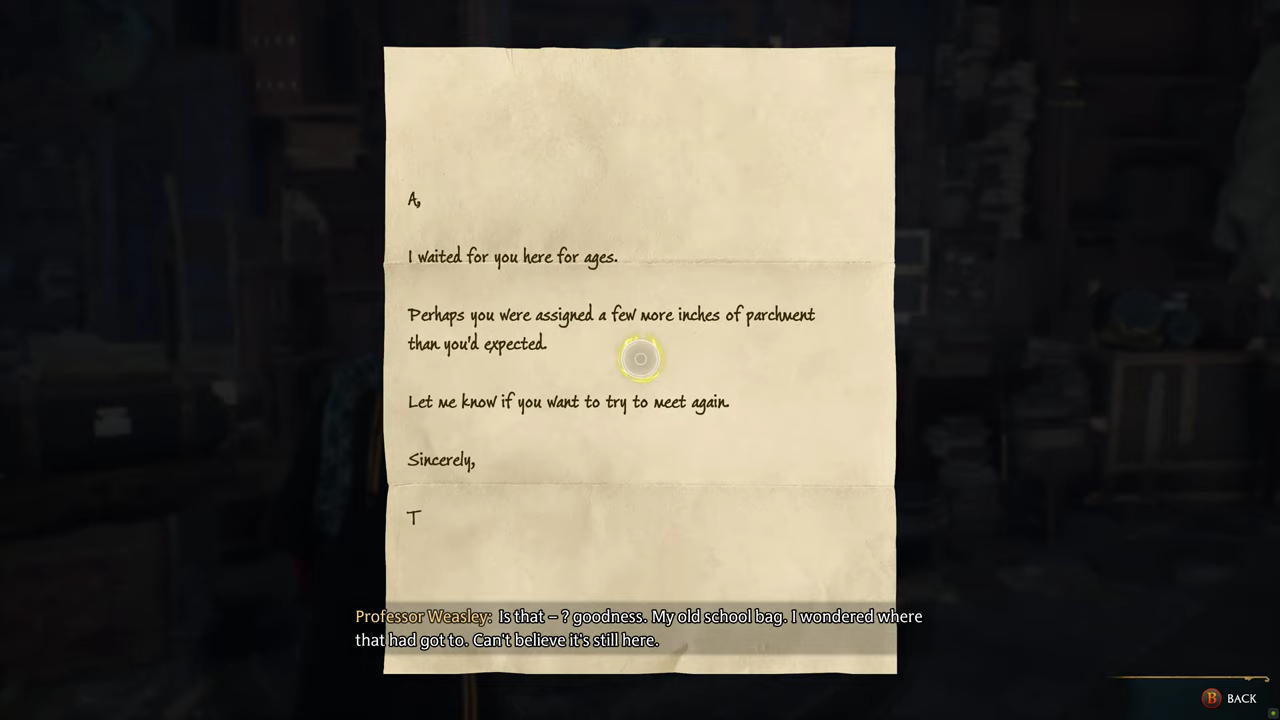 A,
I waited for you here for ages.
Perhaps you were assigned a few more inches of parchment
than you'd expected.
Let me know if you want to try to meet again.
Sincerely,
T
Professor Weasley: Is that – ? goodness. My old school bag. I wondered where
that had got to. Can't believe it's still here.
B BACK